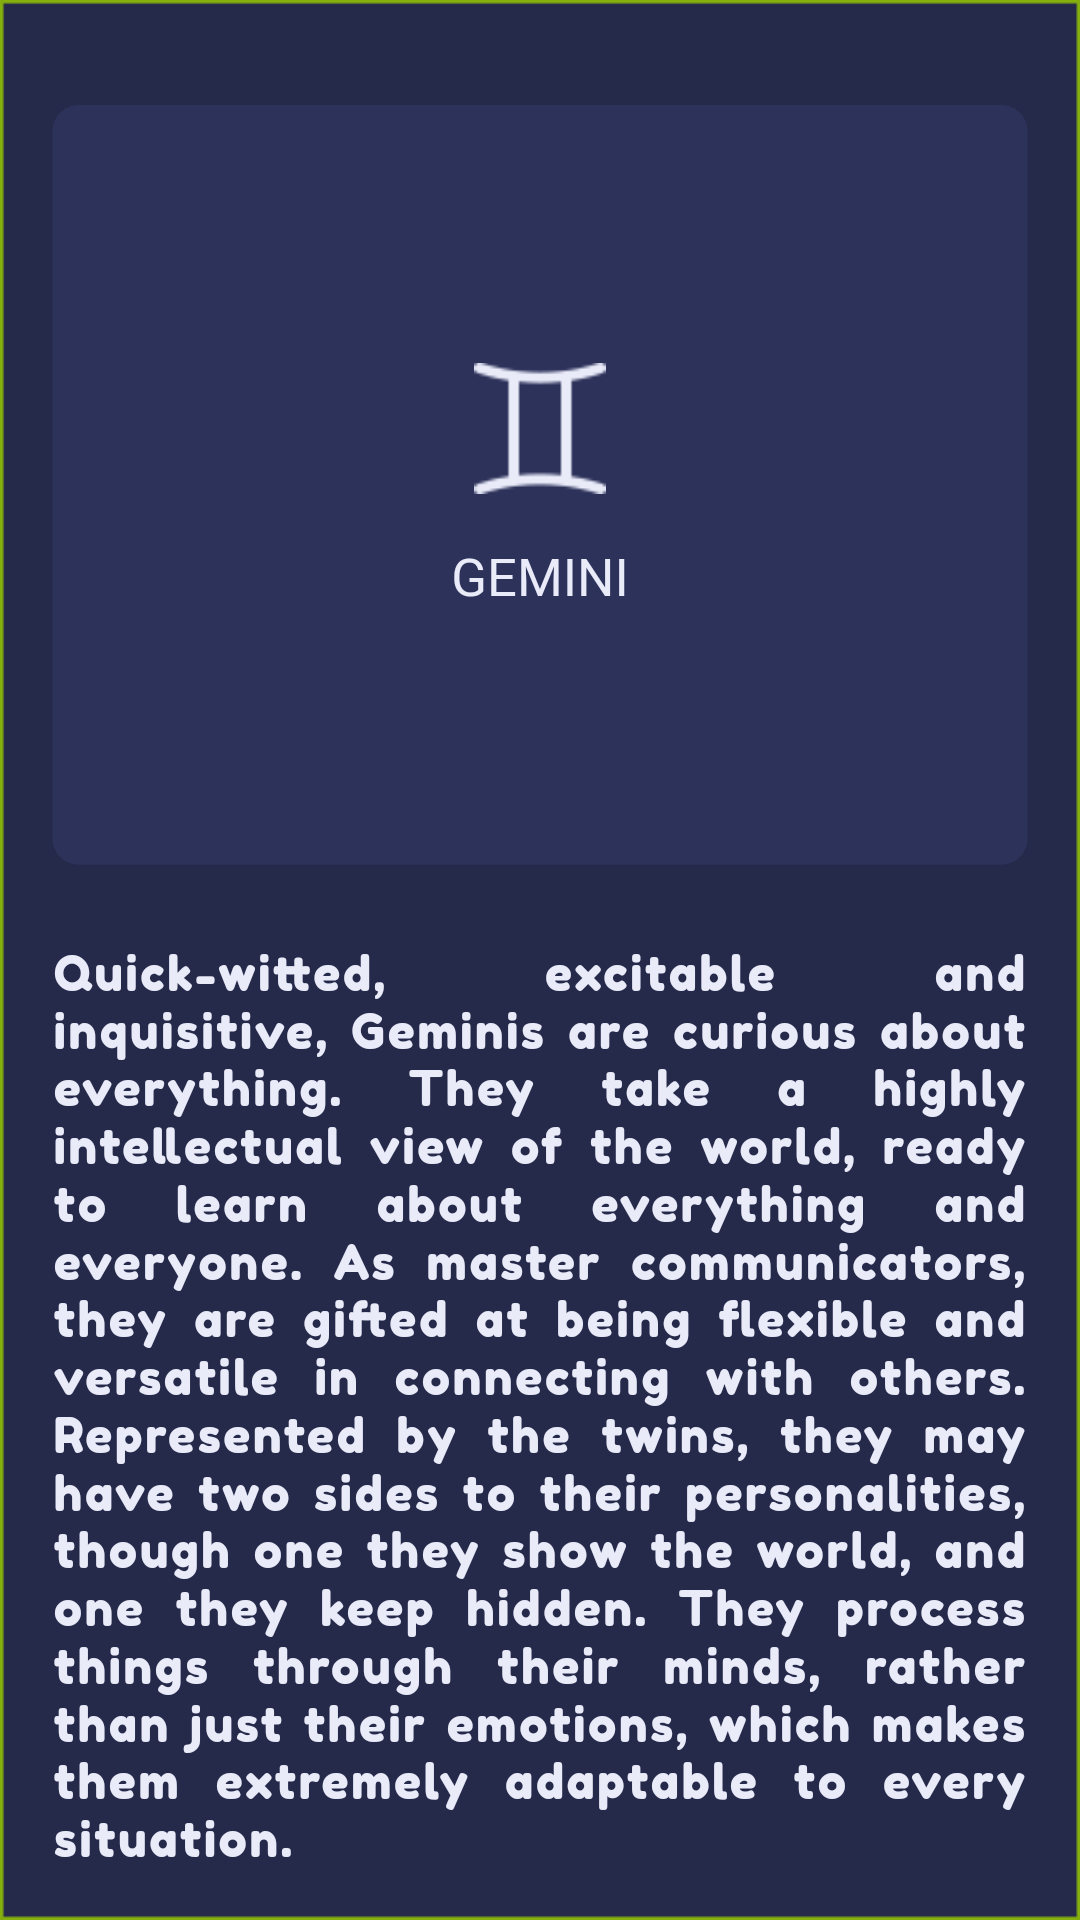 GEMINI
Quick-witted, excitable and
inquisitive, Geminis are curious about
everything. They take a highly
intellectual view of the world, ready
to learn about everything and
everyone. As master communicators,
they are gifted at being flexible and
versatile in connecting with others.
Represented by the twins, they may
have two sides to their personalities,
though one they show the world, and
one they keep hidden. They process
things through their minds, rather
than just their emotions, which makes
them extremely adaptable to every
situation.